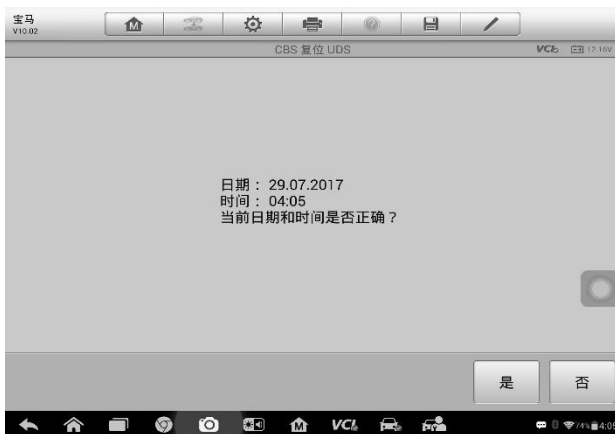 宝马
V10.02
M
CBS 复位 UDS
VCI
12.16V
日期： 29.07.2017
时间： 04:05
当前日期和时间是否正确？
是
否
M
VCI
74%